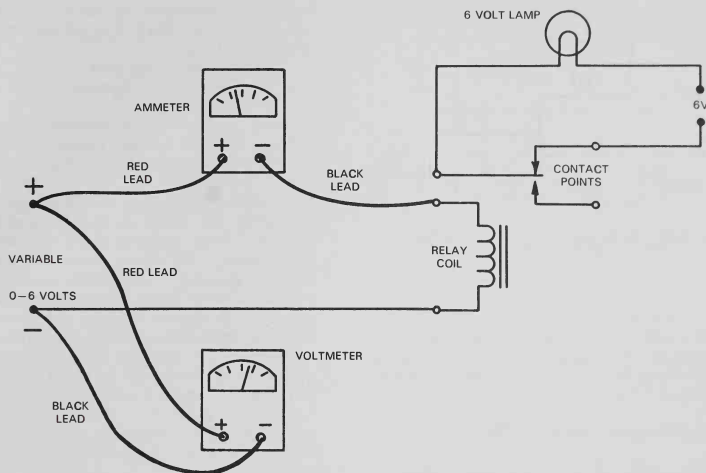 6 VOLT LAMP
AMMETER
+ −
6V
RED
LEAD
BLACK
LEAD
CONTACT
POINTS
+
VARIABLE
RED LEAD
RELAY
COIL
0–6 VOLTS
−
VOLTMETER
+ −
BLACK
LEAD